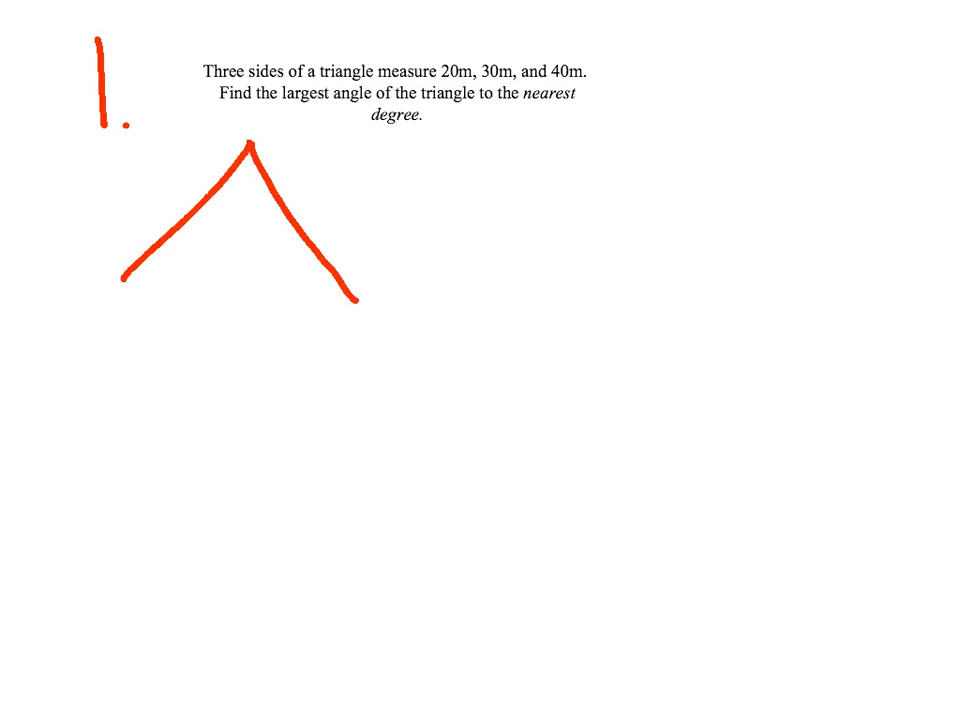 1.
Three sides of a triangle measure 20m, 30m, and 40m.
Find the largest angle of the triangle to the nearest
degree.